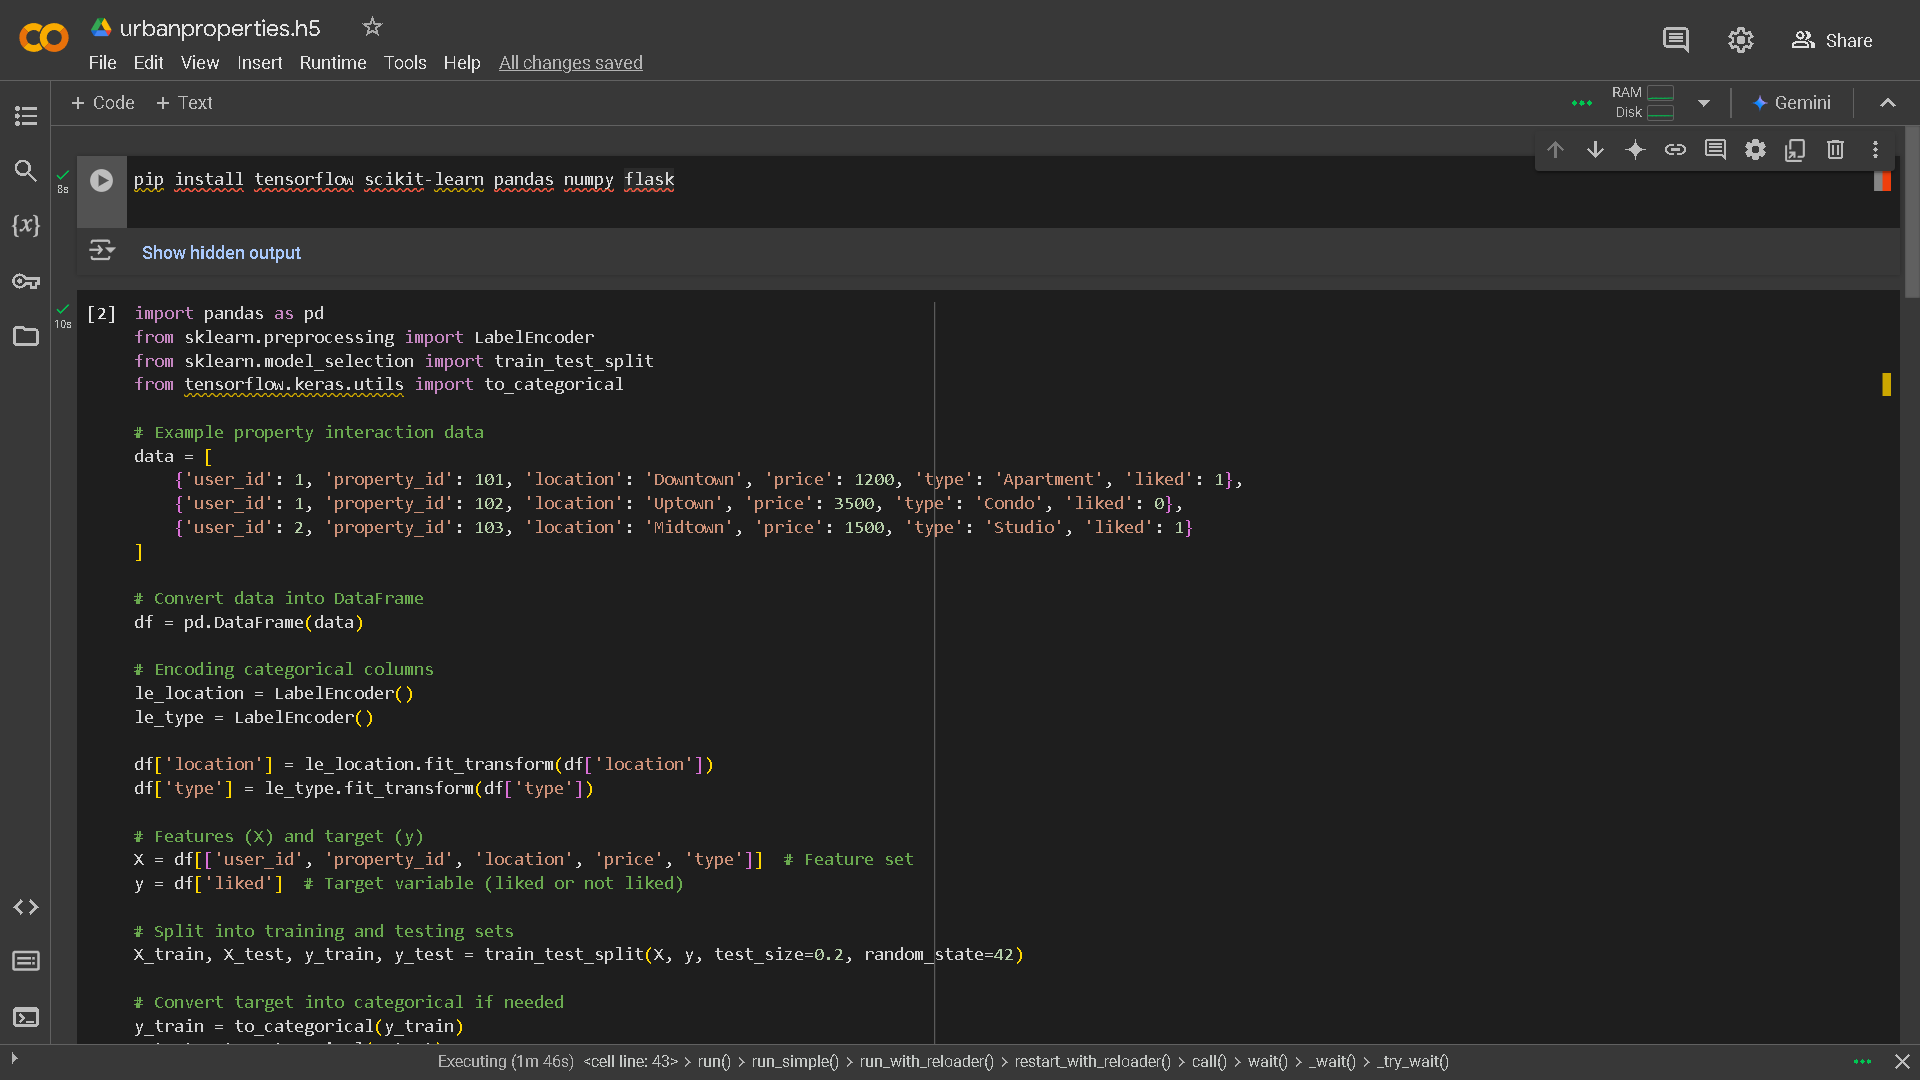 urbanproperties.h5
File Edit View Insert Runtime Tools Help All changes saved
Share
+ Code + Text
RAM
Disk
Gemini
8s
pip install tensorflow scikit-learn pandas numpy flask
Show hidden output
10s
[2]
import pandas as pd
from sklearn.preprocessing import LabelEncoder
from sklearn.model_selection import train_test_split
from tensorflow.keras.utils import to_categorical
# Example property interaction data
data = [
{'user_id': 1, 'property_id': 101, 'location': 'Downtown', 'price': 1200, 'type': 'Apartment', 'liked': 1},
{'user_id': 1, 'property_id': 102, 'location': 'Uptown', 'price': 3500, 'type': 'Condo', 'liked': 0},
{'user_id': 2, 'property_id': 103, 'location': 'Midtown', 'price': 1500, 'type': 'Studio', 'liked': 1}
]
# Convert data into DataFrame
df = pd.DataFrame(data)
# Encoding categorical columns
le_location = LabelEncoder()
le_type = LabelEncoder()
df['location'] = le_location.fit_transform(df['location'])
df['type'] = le_type.fit_transform(df['type'])
# Features (X) and target (y)
X = df[['user_id', 'property_id', 'location', 'price', 'type']]  # Feature set
y = df['liked']  # Target variable (liked or not liked)
# Split into training and testing sets
X_train, X_test, y_train, y_test = train_test_split(X, y, test_size=0.2, random_state=42)
# Convert target into categorical if needed
y_train = to_categorical(y_train)
Executing (1m 46s) <cell line: 43> > run() > run_simple() > run_with_reloader() > restart_with_reloader() > call() > wait() > _wait() > _try_wait()